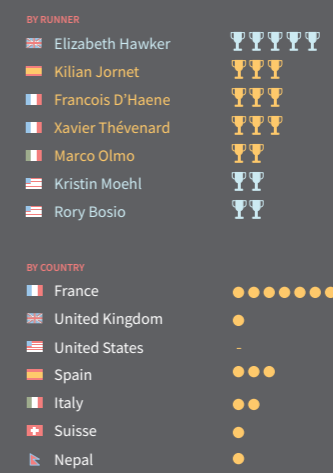 BY RUNNER
Elizabeth Hawker
Kilian Jornet
Francois D'Haene
Xavier Thévenard
Marco Olmo
Kristin Moehl
Rory Bosio
BY COUNTRY
France
United Kingdom
United States -
Spain
Italy
Suisse
Nepal